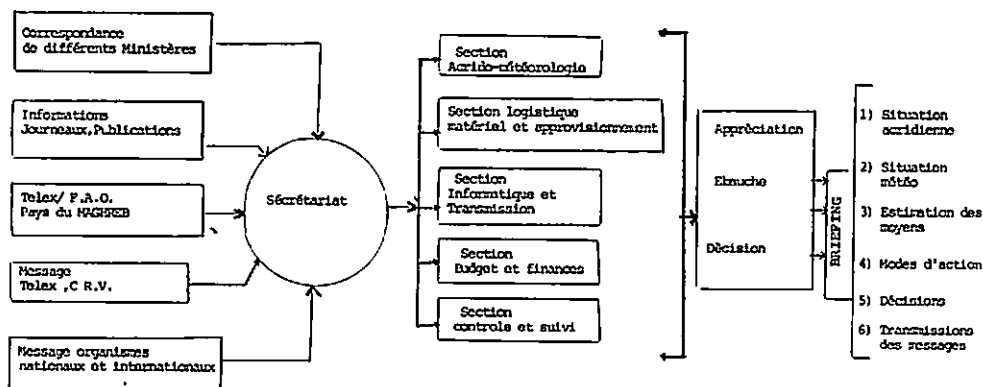 Correspondance
de différents Ministères
Informations
Journaux,Publications
Telex/ F.A.O.
Pays du MAGHREB
Message
Telex ,C R.V.
Message organismes
nationaux et internationaux
Sécrétariat
Section
Acrido-météorologie
Section logistique
matériel et approvisionnement
Section
Informatique et
Transmission
Section
Budget et finances
Section
controle et suivi
Appréciation
Ebauche
Décision
BRIEFING
1) Situation
acridienne
2) Situation
météo
3) Estimation des
moyens
4) Modes d'action
5) Décisions
6) Transmissions
des messages